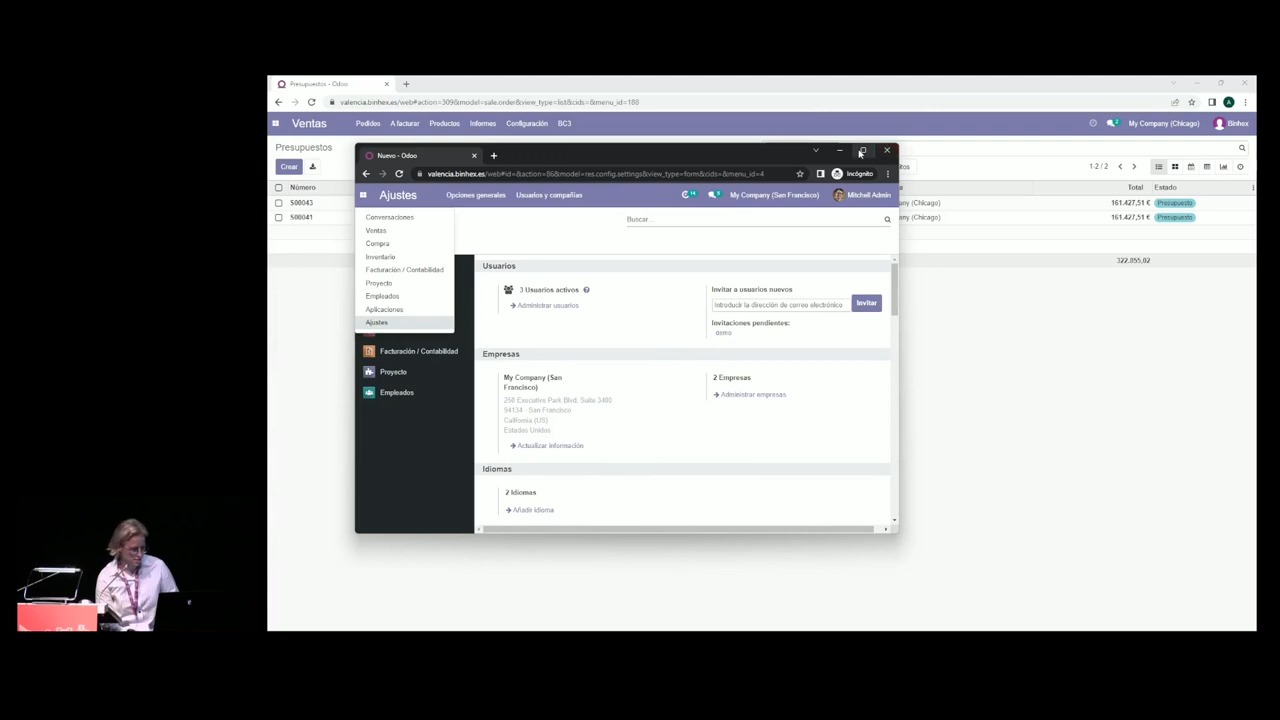 Presupuestos - Odoo
valencia.binhex.es/web#action=309&model=sale.order&view_type=list&cids=&menu_id=188
Ventas
Pedidos
A facturar
Productos
Informes
Configuración
BC3
2
My Company (Chicago)
Binhex
Presupuestos
Crear
1-2 / 2
Número
Total
Estado
S00043
(Chicago)
161.427,51 €
Presupuesto
S00041
(Chicago)
161.427,51 €
Presupuesto
322.855,02
Nuevo - Odoo
valencia.binhex.es/web#id=&action=86&model=res.config.settings&view_type=form&cids=&menu_id=4
Incógnito
Ajustes
Opciones generales
Usuarios y compañías
14
5
My Company (San Francisco)
Mitchell Admin
Buscar...
Conversaciones
Ventas
Compra
Inventario
Facturación / Contabilidad
Proyecto
Empleados
Aplicaciones
Ajustes
Facturación / Contabilidad
Proyecto
Empleados
Usuarios
3 Usuarios activos
Administrar usuarios
Invitar a usuarios nuevos
Introducir la dirección de correo electrónico
Invitar
Invitaciones pendientes:
demo
Empresas
My Company (San
Francisco)
250 Executive Park Blvd, Suite 3400
94134 - San Francisco
California (US)
Estados Unidos
Actualizar información
2 Empresas
Administrar empresas
Idiomas
2 Idiomas
Añadir idioma